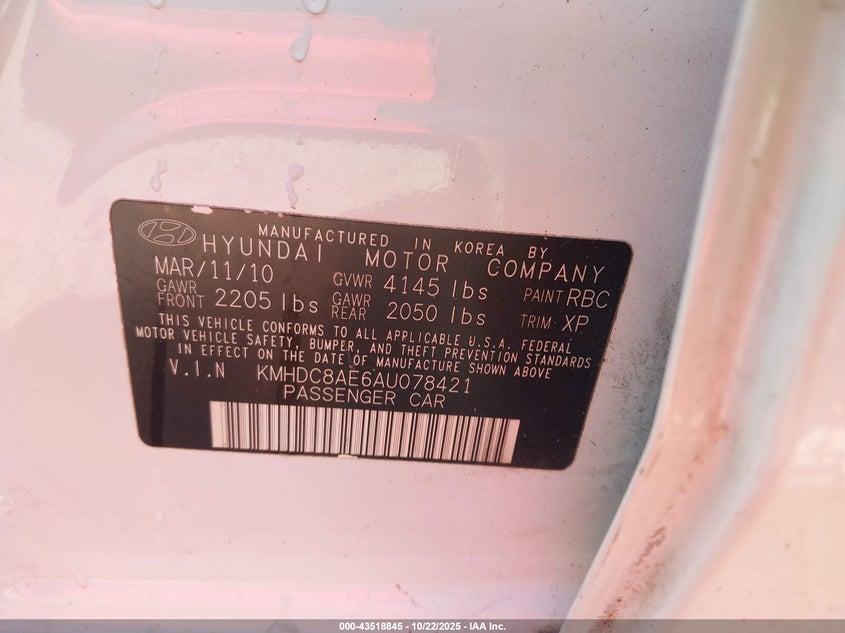 MANUFACTURED IN KOREA BY
HYUNDAI MOTOR COMPANY
MAR/11/10 GVWR 4145 lbs PAINT RBC
GAWR FRONT 2205 lbs GAWR REAR 2050 lbs TRIM XP
THIS VEHICLE CONFORMS TO ALL APPLICABLE U.S.A. FEDERAL
MOTOR VEHICLE SAFETY, BUMPER, AND THEFT PREVENTION STANDARDS
IN EFFECT ON THE DATE OF MANUFACTURE SHOWN ABOVE.
V.I.N KMHDC8AE6AU078421
PASSENGER CAR
000-43518845 - 10/22/2025 - IAA Inc.